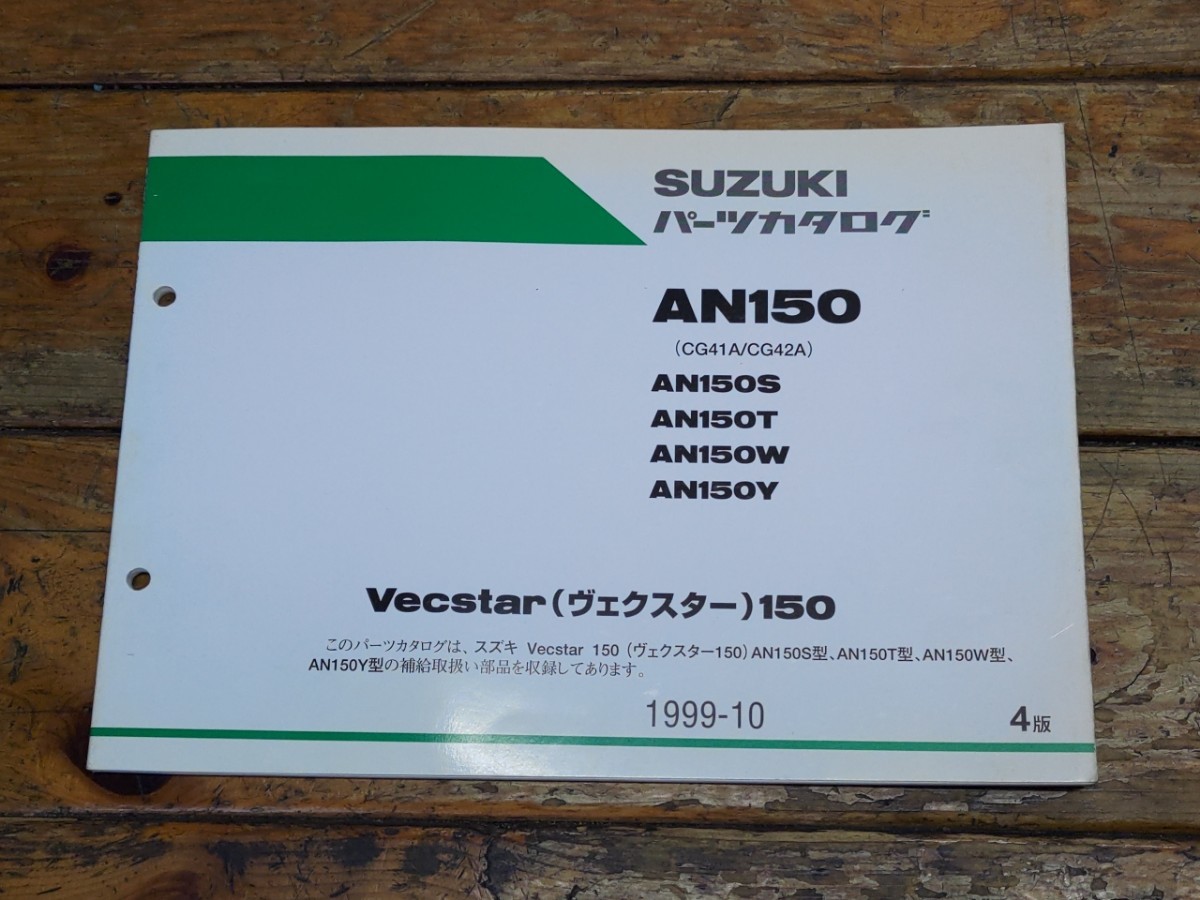 SUZUKI
パーツカタログ
AN150
(CG41A/CG42A)
AN150S
AN150T
AN150W
AN150Y
Vecstar(ヴェクスター)150
このパーツカタログは、スズキ Vecstar 150(ヴェクスター150)AN150S型、AN150T型、AN150W型、
AN150Y型の補給取扱い部品を収録してあります。
1999-10
4版